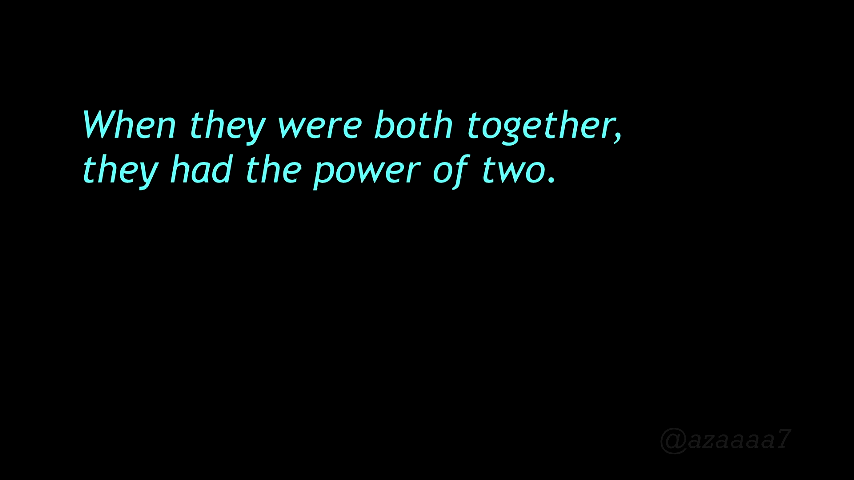 When they were both together,
they had the power of two.
@azaaaa7